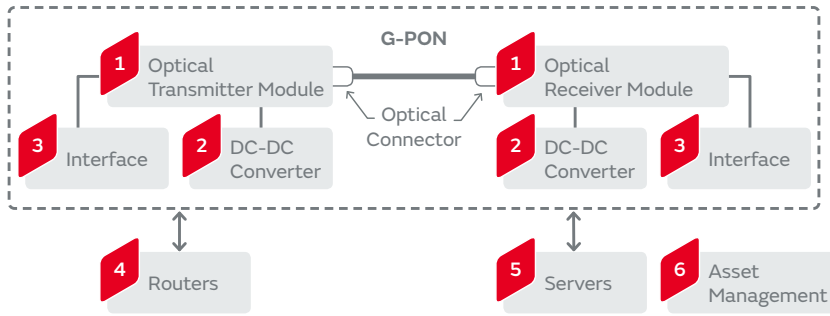 G-PON
1
Optical
Transmitter Module
1
Optical
Receiver Module
Optical
Connector
3
Interface
2
DC-DC
Converter
2
DC-DC
Converter
3
Interface
4
Routers
5
Servers
6
Asset
Management